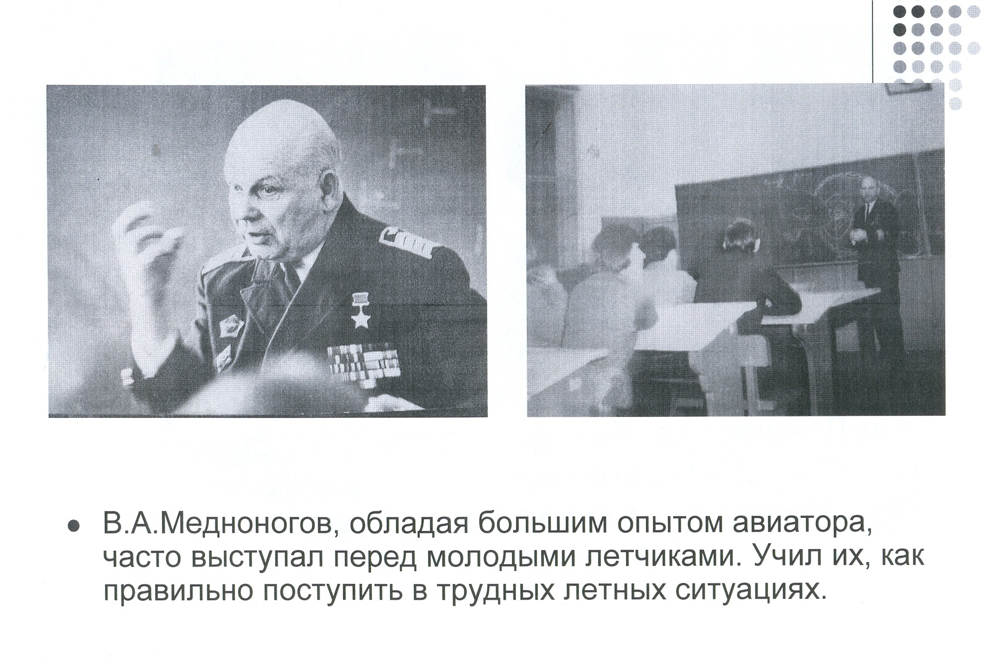 В.А.Медноногов, обладая большим опытом авиатора,
часто выступал перед молодыми летчиками. Учил их, как
правильно поступить в трудных летных ситуациях.